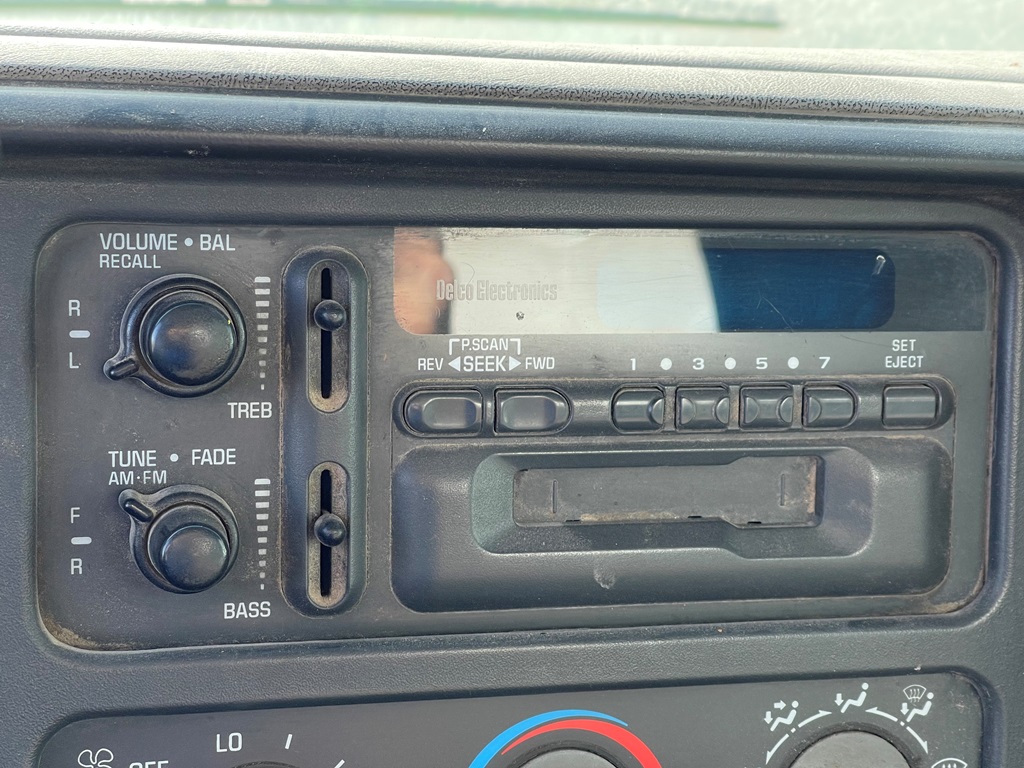 VOLUME • BAL
RECALL
R
L
TREB
TUNE • FADE
AM·FM
F
R
BASS
Delco Electronics
P.SCAN
REV ◄SEEK► FWD
1 • 3 • 5 • 7
SET
EJECT
LO
OFF